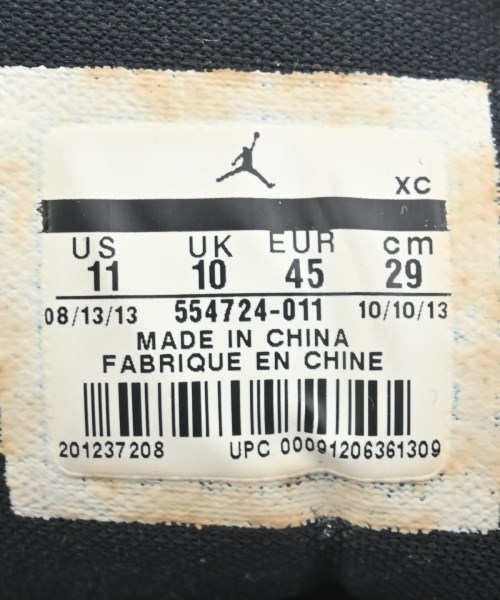 XC
US UK EUR cm
11 10 45 29
08/13/13 554724-011 10/10/13
MADE IN CHINA
FABRIQUE EN CHINE
201237208 UPC 00091206361309